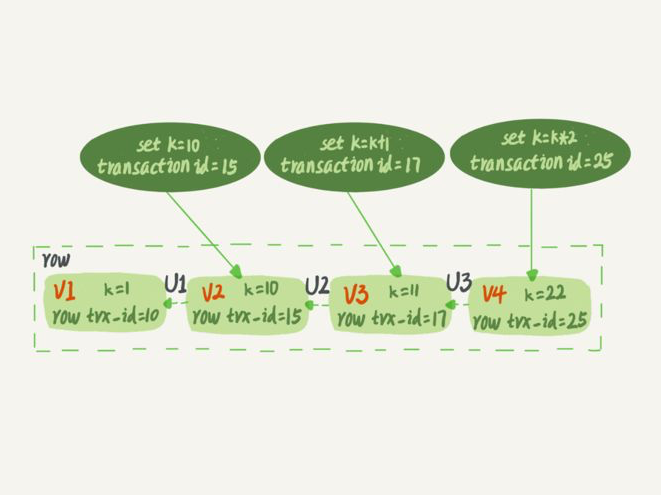 set k=10
transaction id=15
set k=k+1
transaction id=17
set k=k*2
transaction id=25
row
V1 k=1
row trx-id=10
U1
V2 k=10
row trx-id=15
U2
V3 k=11
row trx-id=17
U3
V4 k=22
row trx-id=25